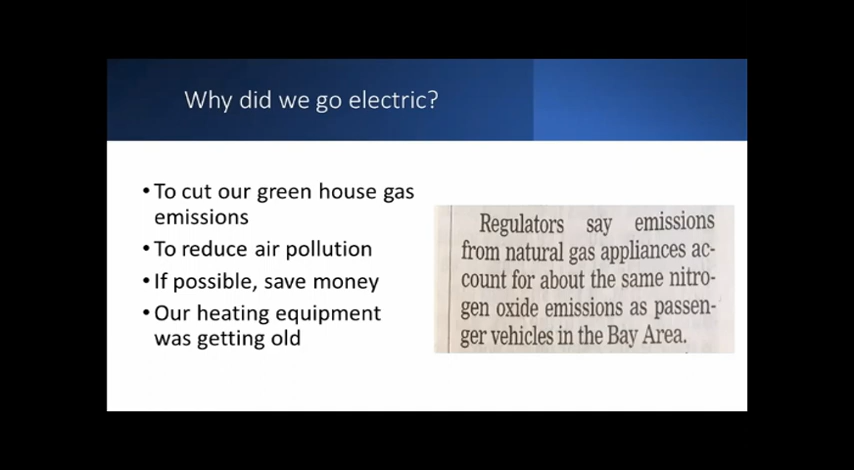 Why did we go electric?
• To cut our green house gas
emissions
• To reduce air pollution
• If possible, save money
• Our heating equipment
was getting old
Regulators say emissions
from natural gas appliances ac-
count for about the same nitro-
gen oxide emissions as passen-
ger vehicles in the Bay Area.